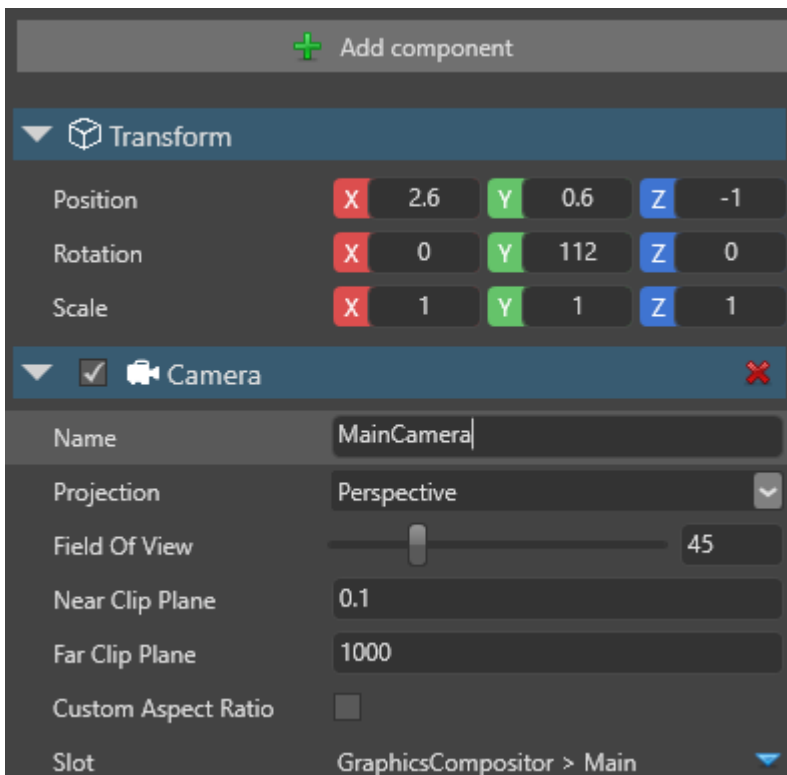 Add component
Transform
Position X 2.6 Y 0.6 Z -1
Rotation X 0 Y 112 Z 0
Scale X 1 Y 1 Z 1
Camera
Name MainCamera
Projection Perspective
Field Of View 45
Near Clip Plane 0.1
Far Clip Plane 1000
Custom Aspect Ratio
Slot GraphicsCompositor > Main